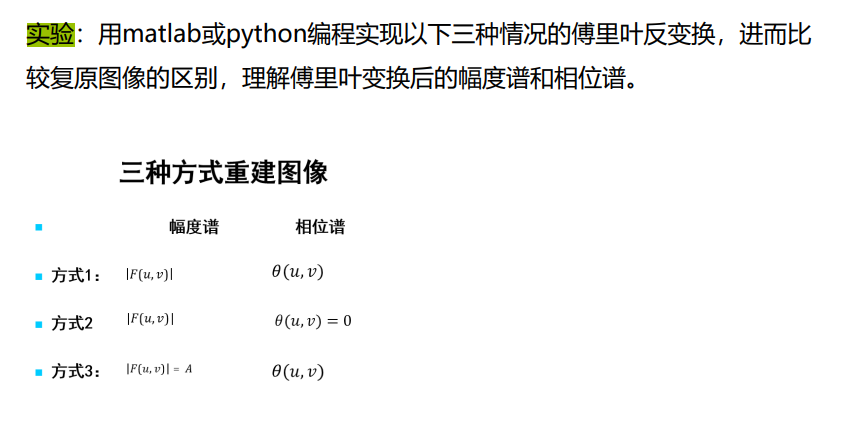 实验：用matlab或python编程实现以下三种情况的傅里叶反变换，进而比
较复原图像的区别，理解傅里叶变换后的幅度谱和相位谱。
三种方式重建图像
幅度谱 相位谱
方式1： |F(u,v)| θ(u,v)
方式2 |F(u,v)| θ(u,v) = 0
方式3： |F(u,v)| = A θ(u,v)